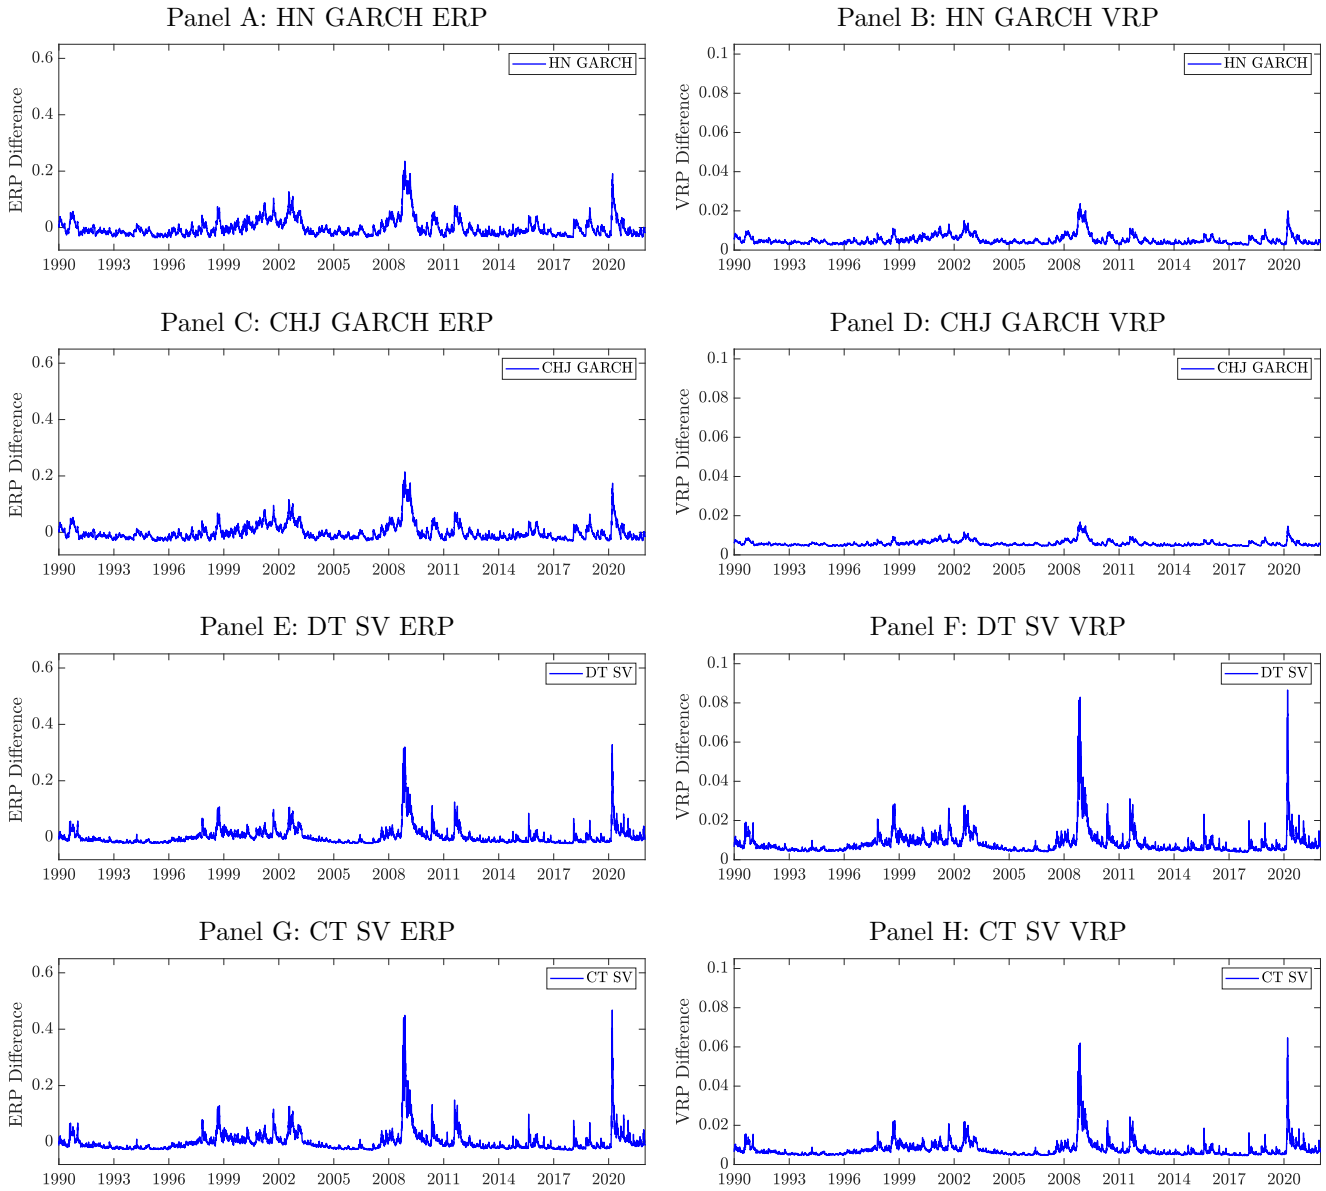 Panel A: HN GARCH ERP
ERP Difference
0.6
0.4
0.2
0
HN GARCH
1990 1993 1996 1999 2002 2005 2008 2011 2014 2017 2020
Panel B: HN GARCH VRP
VRP Difference
0.1
0.08
0.06
0.04
0.02
0
HN GARCH
1990 1993 1996 1999 2002 2005 2008 2011 2014 2017 2020
Panel C: CHJ GARCH ERP
ERP Difference
0.6
0.4
0.2
0
CHJ GARCH
1990 1993 1996 1999 2002 2005 2008 2011 2014 2017 2020
Panel D: CHJ GARCH VRP
VRP Difference
0.1
0.08
0.06
0.04
0.02
0
CHJ GARCH
1990 1993 1996 1999 2002 2005 2008 2011 2014 2017 2020
Panel E: DT SV ERP
ERP Difference
0.6
0.4
0.2
0
DT SV
1990 1993 1996 1999 2002 2005 2008 2011 2014 2017 2020
Panel F: DT SV VRP
VRP Difference
0.1
0.08
0.06
0.04
0.02
0
DT SV
1990 1993 1996 1999 2002 2005 2008 2011 2014 2017 2020
Panel G: CT SV ERP
ERP Difference
0.6
0.4
0.2
0
CT SV
1990 1993 1996 1999 2002 2005 2008 2011 2014 2017 2020
Panel H: CT SV VRP
VRP Difference
0.1
0.08
0.06
0.04
0.02
0
CT SV
1990 1993 1996 1999 2002 2005 2008 2011 2014 2017 2020